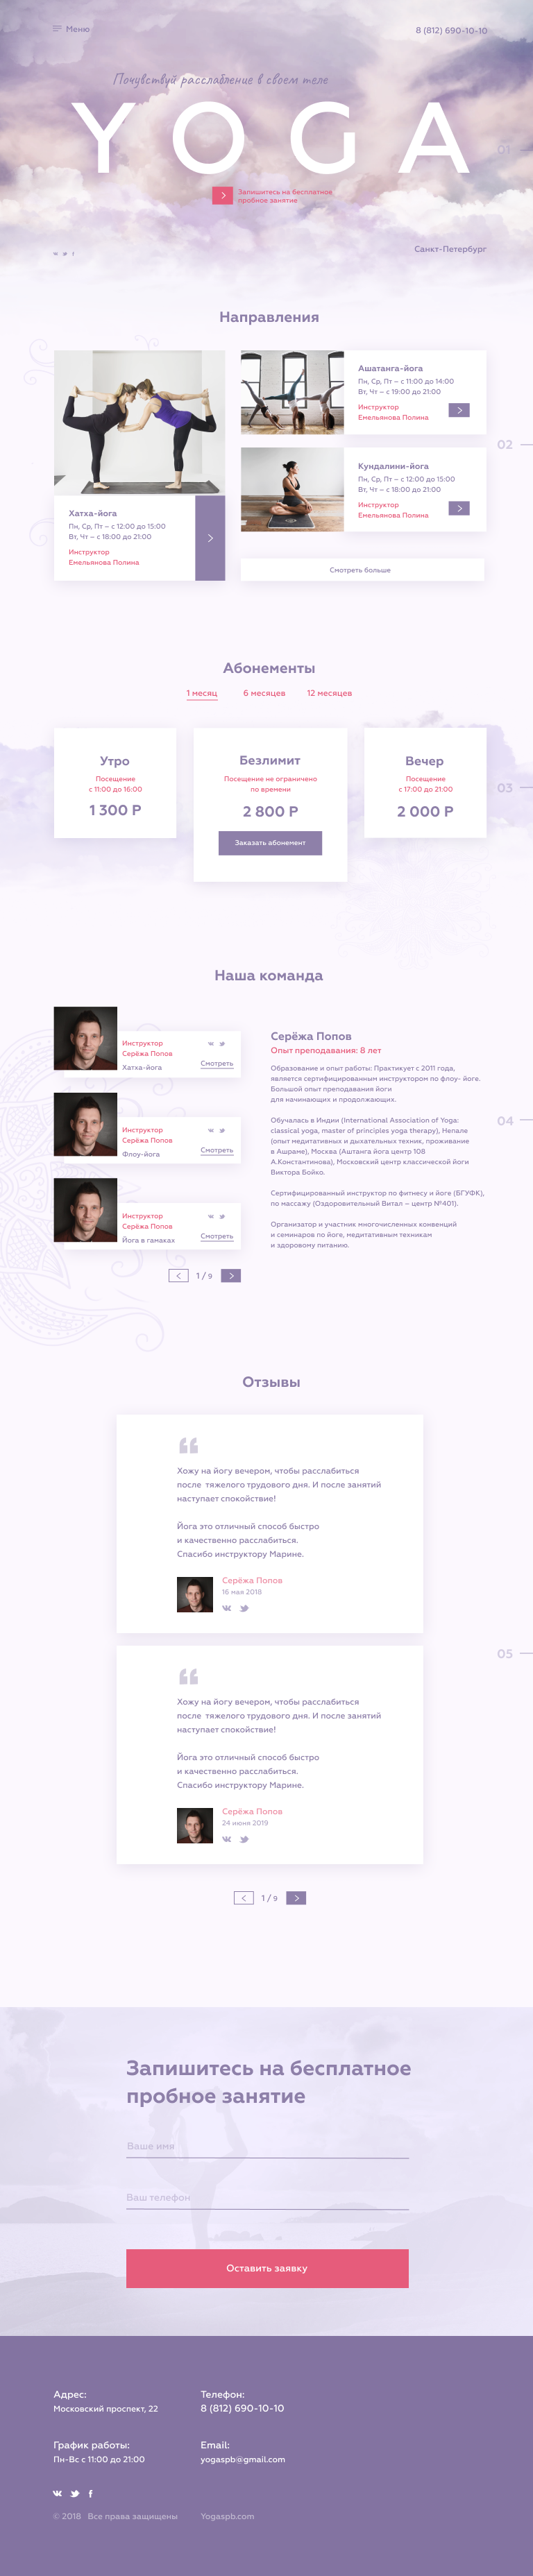 Меню
8 (812) 690-10-10
Почувствуй расслабление в своем теле
YOGA
01
Запишитесь на бесплатное
пробное занятие
Санкт-Петербург
Направления
Хатха-йога
Пн, Ср, Пт – с 12:00 до 15:00
Вт, Чт – с 18:00 до 21:00
Инструктор
Емельянова Полина
Ашатанга-йога
Пн, Ср, Пт – с 11:00 до 14:00
Вт, Чт – с 19:00 до 21:00
Инструктор
Емельянова Полина
02
Кундалини-йога
Пн, Ср, Пт – с 12:00 до 15:00
Вт, Чт – с 18:00 до 21:00
Инструктор
Емельянова Полина
Смотреть больше
Абонементы
1 месяц 6 месяцев 12 месяцев
Утро
Посещение
с 11:00 до 16:00
1 300 Р
Безлимит
Посещение не ограничено
по времени
2 800 Р
Заказать абонемент
Вечер
Посещение
с 17:00 до 21:00
2 000 Р
03
Наша команда
Инструктор
Серёжа Попов
Хатха-йога
Смотреть
Инструктор
Серёжа Попов
Флоу-йога
Смотреть
Инструктор
Серёжа Попов
Йога в гамаках
Смотреть
1 / 9
Серёжа Попов
Опыт преподавания: 8 лет
Образование и опыт работы: Практикует с 2011 года,
является сертифицированным инструктором по флоу- йоге.
Большой опыт преподавания йоги
для начинающих и продолжающих.
Обучалась в Индии (International Association of Yoga:
classical yoga, master of principles yoga therapy), Непале
(опыт медитативных и дыхательных техник, проживание
в Ашраме), Москва (Аштанга йога центр 108
А.Константинова), Московский центр классической йоги
Виктора Бойко.
Сертифицированный инструктор по фитнесу и йоге (БГУФК),
по массажу (Оздоровительный Витал – центр №401).
Организатор и участник многочисленных конвенций
и семинаров по йоге, медитативным техникам
и здоровому питанию.
04
Отзывы
Хожу на йогу вечером, чтобы расслабиться
после тяжелого трудового дня. И после занятий
наступает спокойствие!
Йога это отличный способ быстро
и качественно расслабиться.
Спасибо инструктору Марине.
Серёжа Попов
16 мая 2018
05
Хожу на йогу вечером, чтобы расслабиться
после тяжелого трудового дня. И после занятий
наступает спокойствие!
Йога это отличный способ быстро
и качественно расслабиться.
Спасибо инструктору Марине.
Серёжа Попов
24 июня 2019
1 / 9
Запишитесь на бесплатное
пробное занятие
Ваше имя
Ваш телефон
Оставить заявку
Адрес:
Московский проспект, 22
Телефон:
8 (812) 690-10-10
График работы:
Пн-Вс с 11:00 до 21:00
Email:
yogaspb@gmail.com
© 2018 Все права защищены
Yogaspb.com